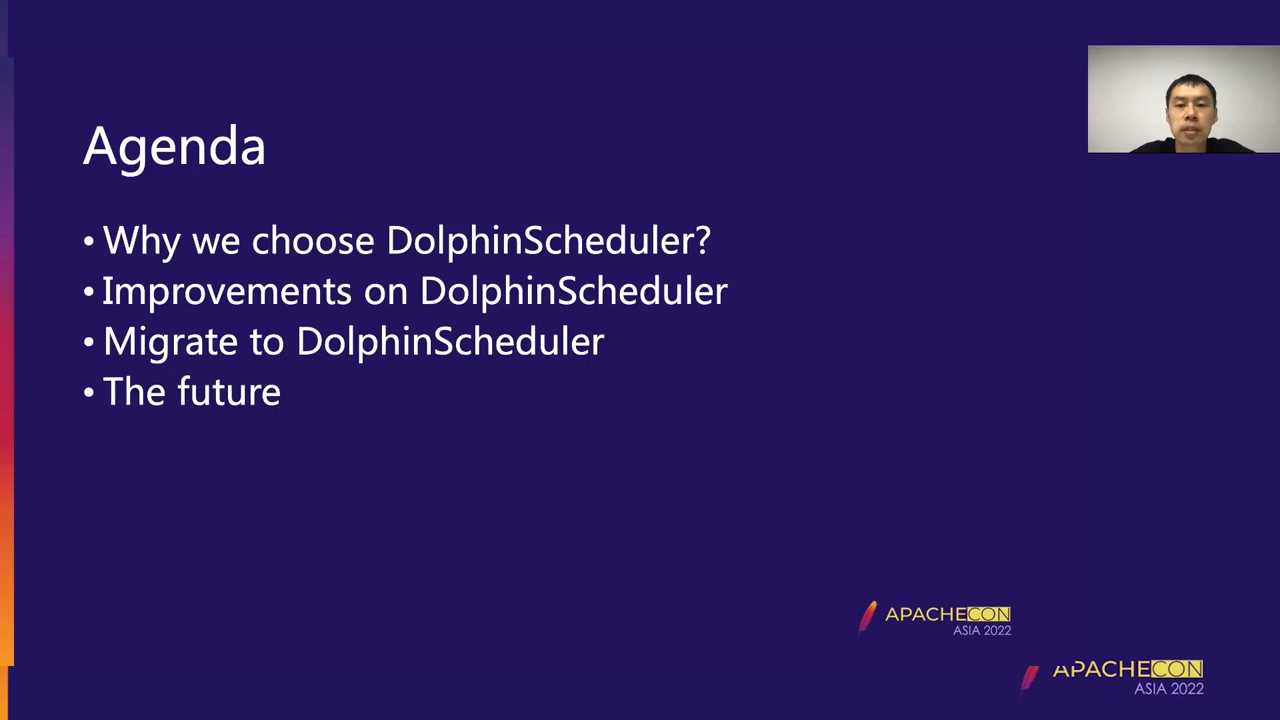 Agenda
• Why we choose DolphinScheduler?
• Improvements on DolphinScheduler
• Migrate to DolphinScheduler
• The future
APACHECON
ASIA 2022
APACHECON
ASIA 2022